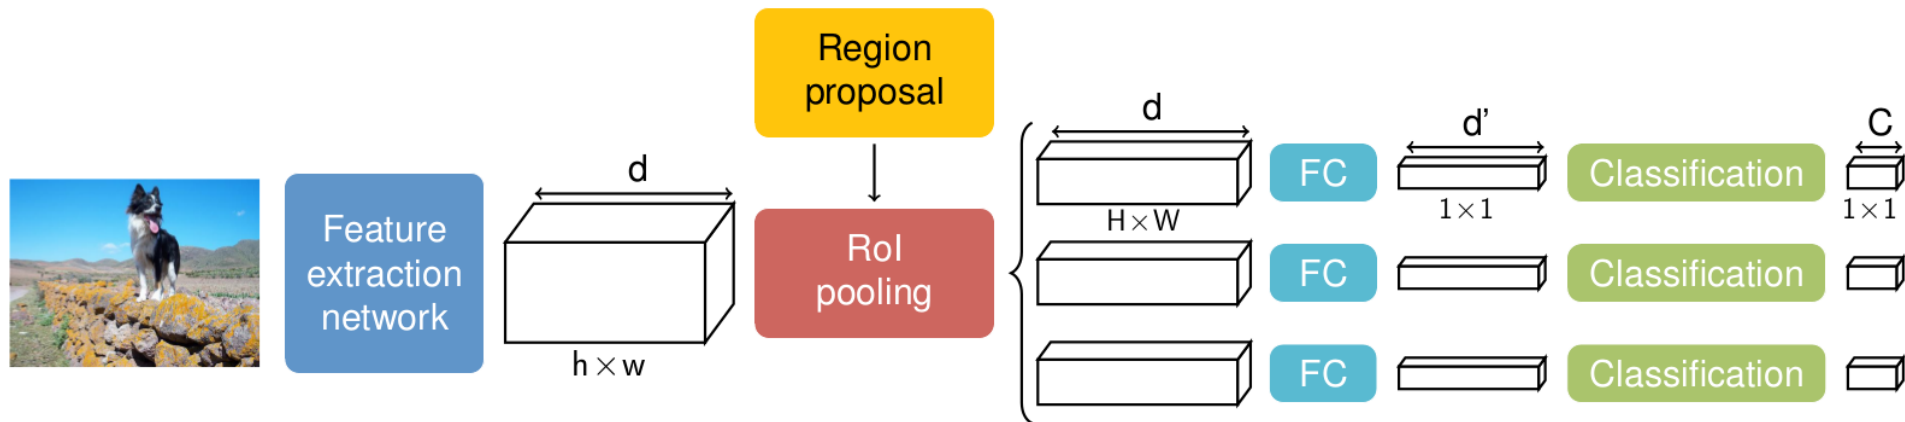 Feature
extraction
network
d
h × w
Region
proposal
RoI
pooling
d
H × W
FC
d'
1 × 1
Classification
C
1 × 1
FC
Classification
FC
Classification